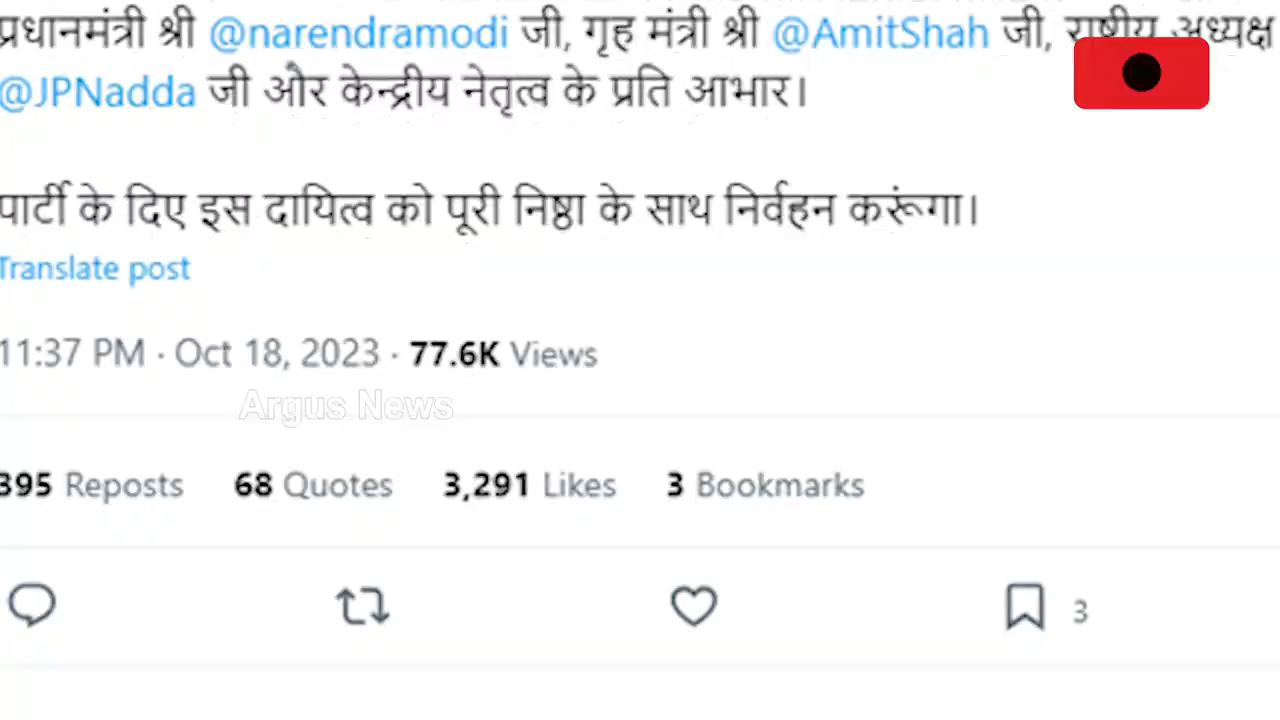 प्रधानमंत्री श्री @narendramodi जी, गृह मंत्री श्री @AmitShah जी, राष्ट्रीय अध्यक्ष
@JPNadda जी और केन्द्रीय नेतृत्व के प्रति आभार।
पार्टी के दिए इस दायित्व को पूरी निष्ठा के साथ निर्वहन करूंगा।
Translate post
11:37 PM · Oct 18, 2023 · 77.6K Views
Argus News
395 Reposts 68 Quotes 3,291 Likes 3 Bookmarks
3